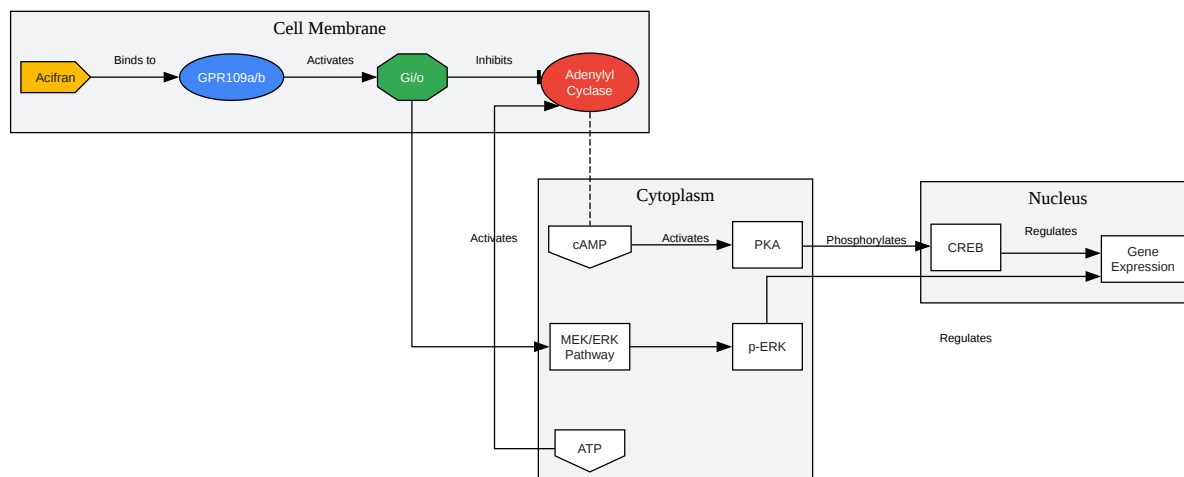 Cell Membrane
Acifran
Binds to
GPR109a/b
Activates
Gi/o
Inhibits
Adenylyl
Cyclase
Cytoplasm
Nucleus
Activates
cAMP
Activates
PKA
Phosphorylates
CREB
Regulates
Gene
Expression
MEK/ERK
Pathway
p-ERK
Regulates
ATP